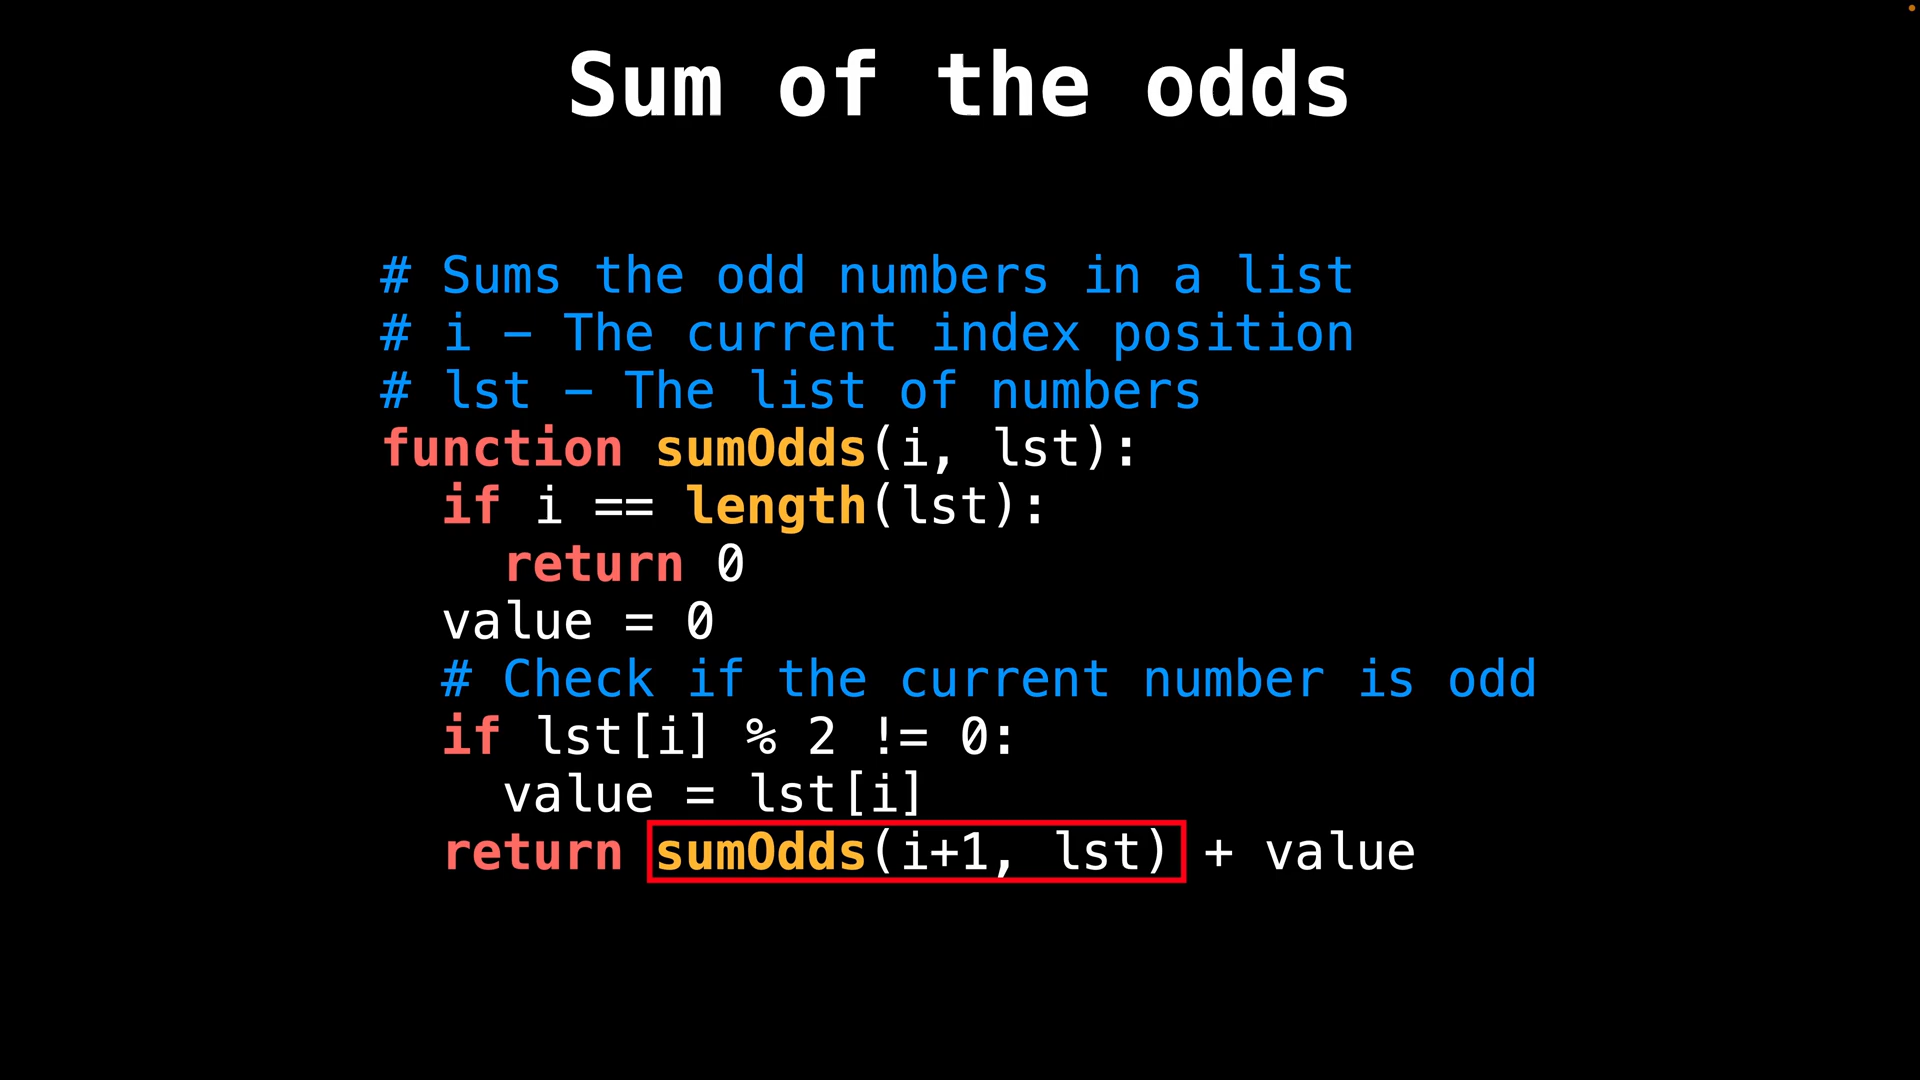 Sum of the odds
# Sums the odd numbers in a list
# i – The current index position
# lst – The list of numbers
function sumOdds(i, lst):
  if i == length(lst):
    return 0
  value = 0
  # Check if the current number is odd
  if lst[i] % 2 != 0:
    value = lst[i]
  return sumOdds(i+1, lst) + value